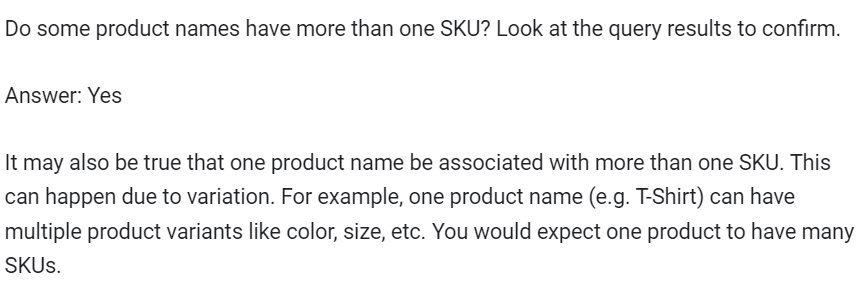 Do some product names have more than one SKU? Look at the query results to confirm.
Answer: Yes
It may also be true that one product name be associated with more than one SKU. This
can happen due to variation. For example, one product name (e.g. T-Shirt) can have
multiple product variants like color, size, etc. You would expect one product to have many
SKUs.